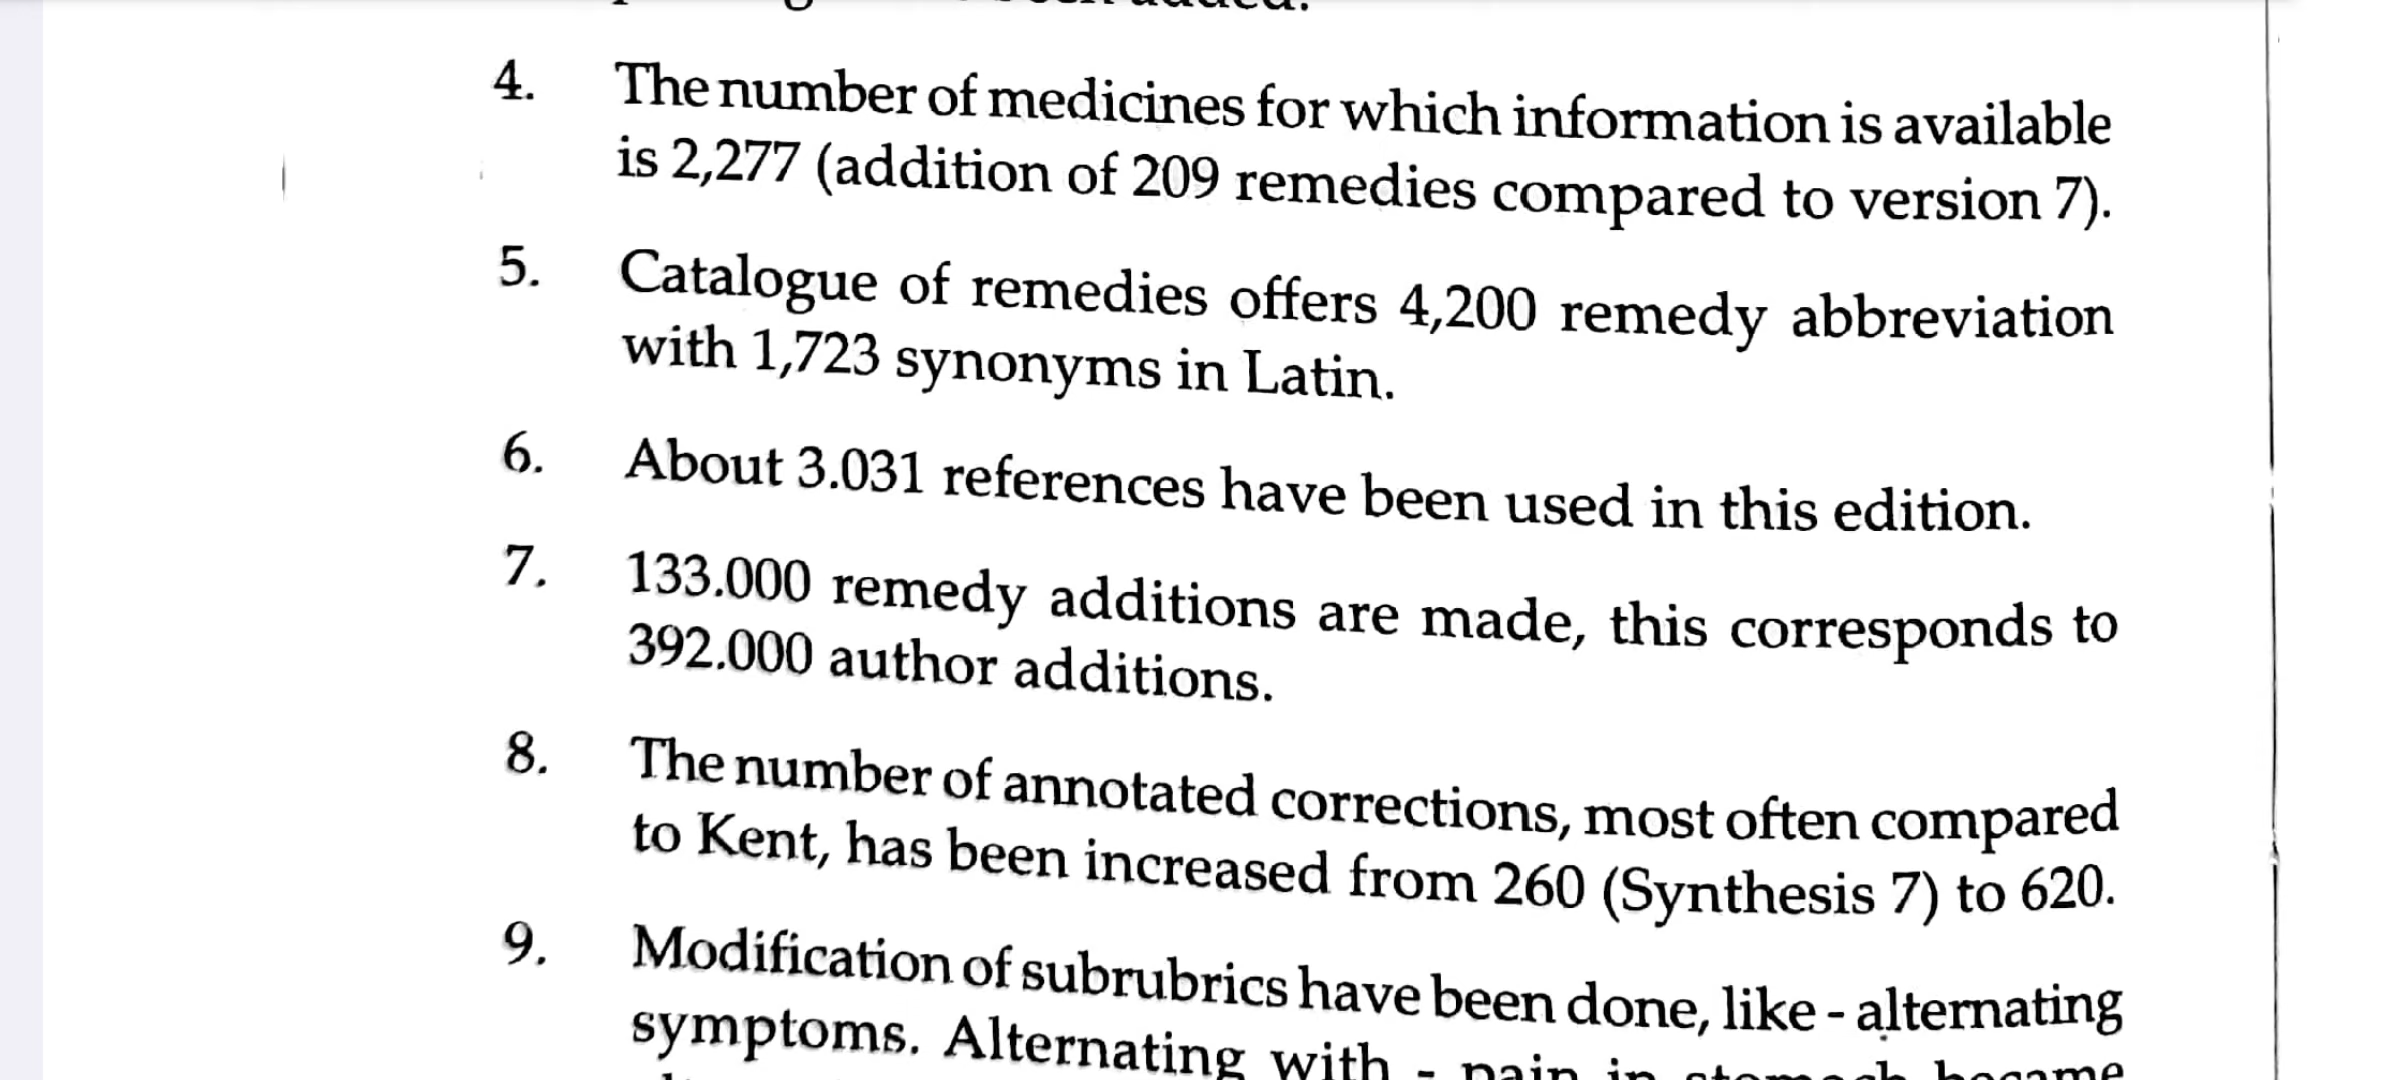 4. The number of medicines for which information is available
is 2,277 (addition of 209 remedies compared to version 7).
5. Catalogue of remedies offers 4,200 remedy abbreviation
with 1,723 synonyms in Latin.
6. About 3.031 references have been used in this edition.
7. 133.000 remedy additions are made, this corresponds to
392.000 author additions.
8. The number of annotated corrections, most often compared
to Kent, has been increased from 260 (Synthesis 7) to 620.
9. Modification of subrubrics have been done, like - alternating
symptoms. Alternating with - pain in stomach became